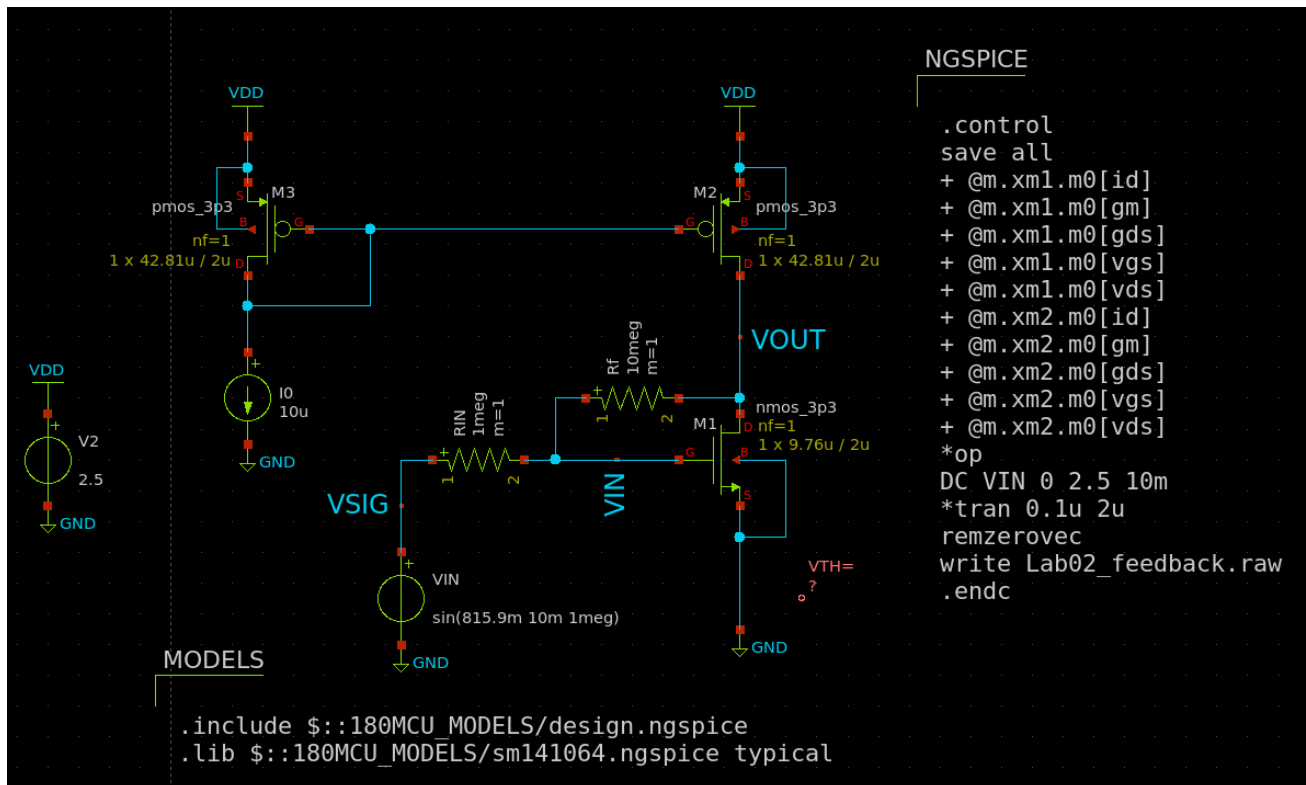 NGSPICE
.control
save all
+ @m.xm1.m0[id]
+ @m.xm1.m0[gm]
+ @m.xm1.m0[gds]
+ @m.xm1.m0[vgs]
+ @m.xm1.m0[vds]
+ @m.xm2.m0[id]
+ @m.xm2.m0[gm]
+ @m.xm2.m0[gds]
+ @m.xm2.m0[vgs]
+ @m.xm2.m0[vds]
*op
DC VIN 0 2.5 10m
*tran 0.1u 2u
remzerovec
write Lab02_feedback.raw
.endc
VDD
S
M3
pmos_3p3
B
G
nf=1
1 x 42.81u / 2u
D
VDD
S
M2
pmos_3p3
G
B
nf=1
D
1 x 42.81u / 2u
VOUT
+
I0
10u
GND
VDD
+
V2
2.5
GND
Rf
10meg
m=1
+
1
2
RIN
1meg
m=1
+
1
2
nmos_3p3
nf=1
M1
1 x 9.76u / 2u
D
G
B
S
VIN
VSIG
+
VIN
sin(815.9m 10m 1meg)
GND
VTH=
?
GND
MODELS
.include $::180MCU_MODELS/design.ngspice
.lib $::180MCU_MODELS/sm141064.ngspice typical